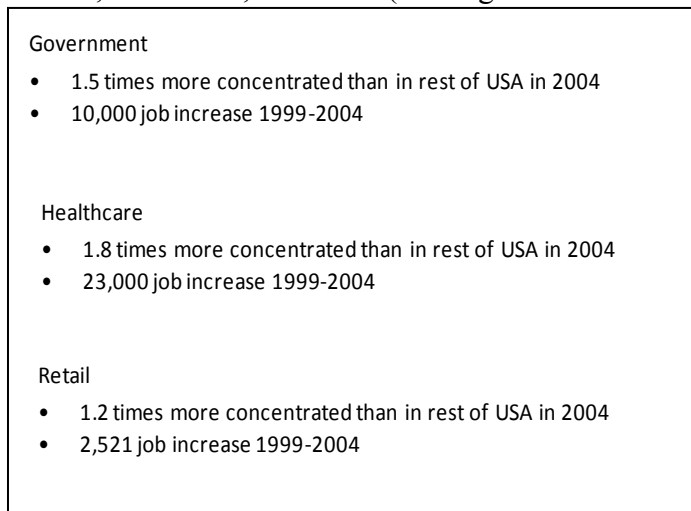 Government
• 1.5 times more concentrated than in rest of USA in 2004
• 10,000 job increase 1999-2004
Healthcare
• 1.8 times more concentrated than in rest of USA in 2004
• 23,000 job increase 1999-2004
Retail
• 1.2 times more concentrated than in rest of USA in 2004
• 2,521 job increase 1999-2004